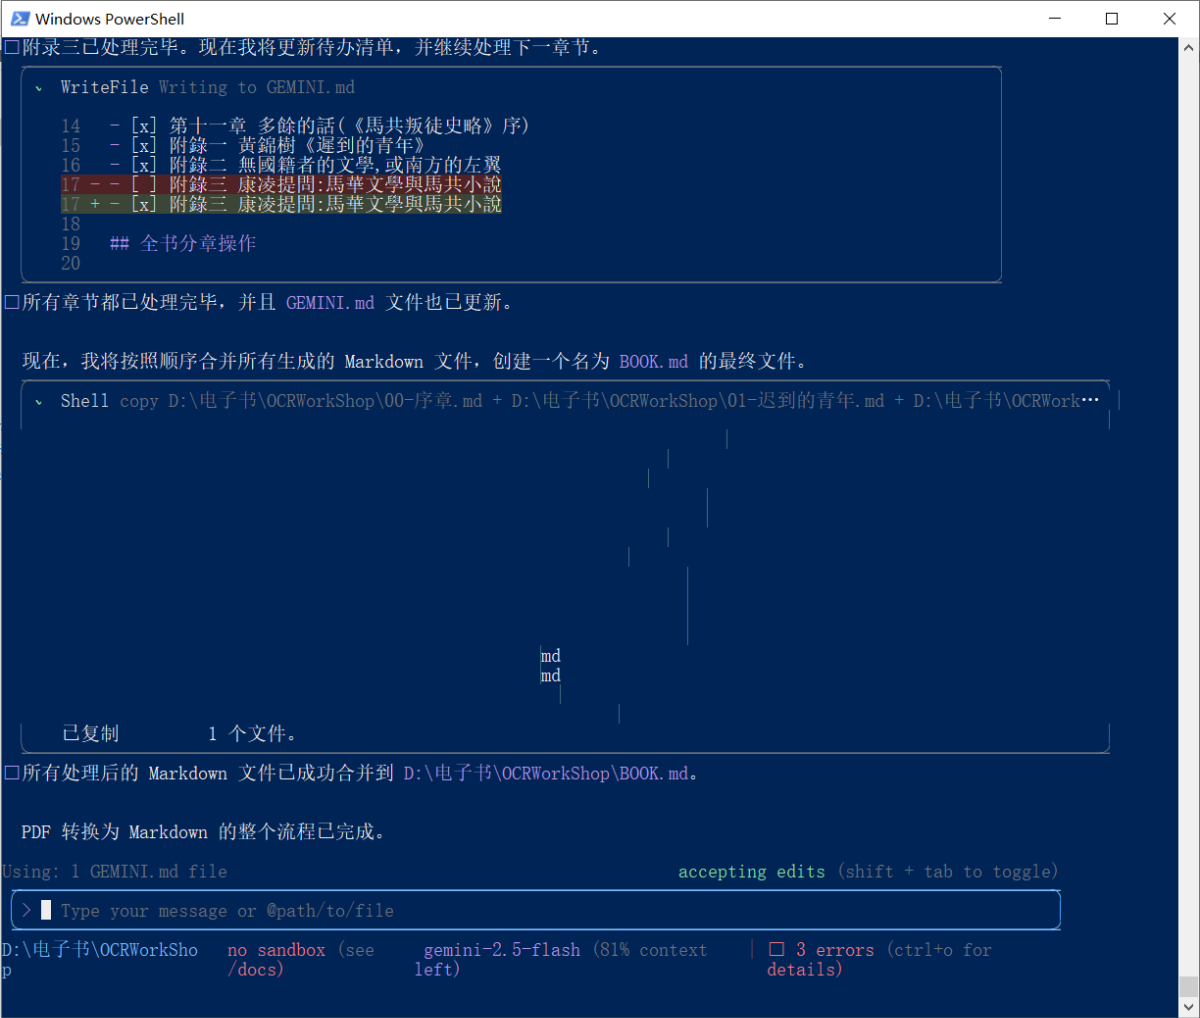 Windows PowerShell
附录三已处理完毕。现在我将更新待办清单，并继续处理下一章节。
WriteFile Writing to GEMINI.md
14 - [x] 第十一章 多餘的話(《馬共叛徒史略》序)
15 - [x] 附錄一 黃錦樹《遲到的青年》
16 - [x] 附錄二 無國籍者的文學,或南方的左翼
17 - - [ ] 附錄三 康凌提問:馬華文學與馬共小說
17 + - [x] 附錄三 康凌提問:馬華文學與馬共小說
18
19 ## 全书分章操作
20
所有章节都已处理完毕，并且 GEMINI.md 文件也已更新。
现在，我将按照顺序合并所有生成的 Markdown 文件，创建一个名为 BOOK.md 的最终文件。
Shell copy D:\电子书\OCRWorkShop\00-序章.md + D:\电子书\OCRWorkShop\01-迟到的青年.md + D:\电子书\OCRWork…
md
md
已复制 1 个文件。
所有处理后的 Markdown 文件已成功合并到 D:\电子书\OCRWorkShop\BOOK.md。
PDF 转换为 Markdown 的整个流程已完成。
Using: 1 GEMINI.md file accepting edits (shift + tab to toggle)
> Type your message or @path/to/file
D:\电子书\OCRWorkSho no sandbox (see gemini-2.5-flash (81% context | 3 errors (ctrl+o for
p /docs) left) details)